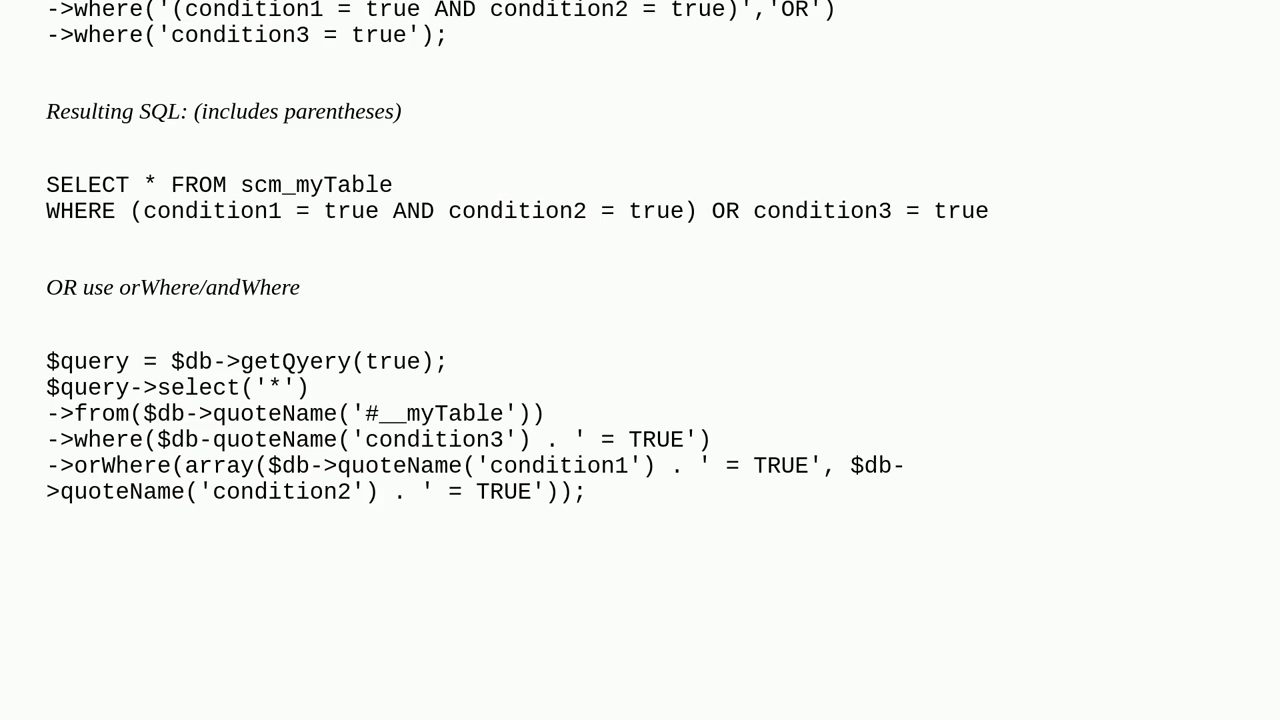 ->where('(condition1 = true AND condition2 = true)','OR')
->where('condition3 = true');
Resulting SQL: (includes parentheses)
SELECT * FROM scm_myTable
WHERE (condition1 = true AND condition2 = true) OR condition3 = true
OR use orWhere/andWhere
$query = $db->getQyery(true);
$query->select('*')
->from($db->quoteName('#__myTable'))
->where($db-quoteName('condition3') . ' = TRUE')
->orWhere(array($db->quoteName('condition1') . ' = TRUE', $db-
>quoteName('condition2') . ' = TRUE'));